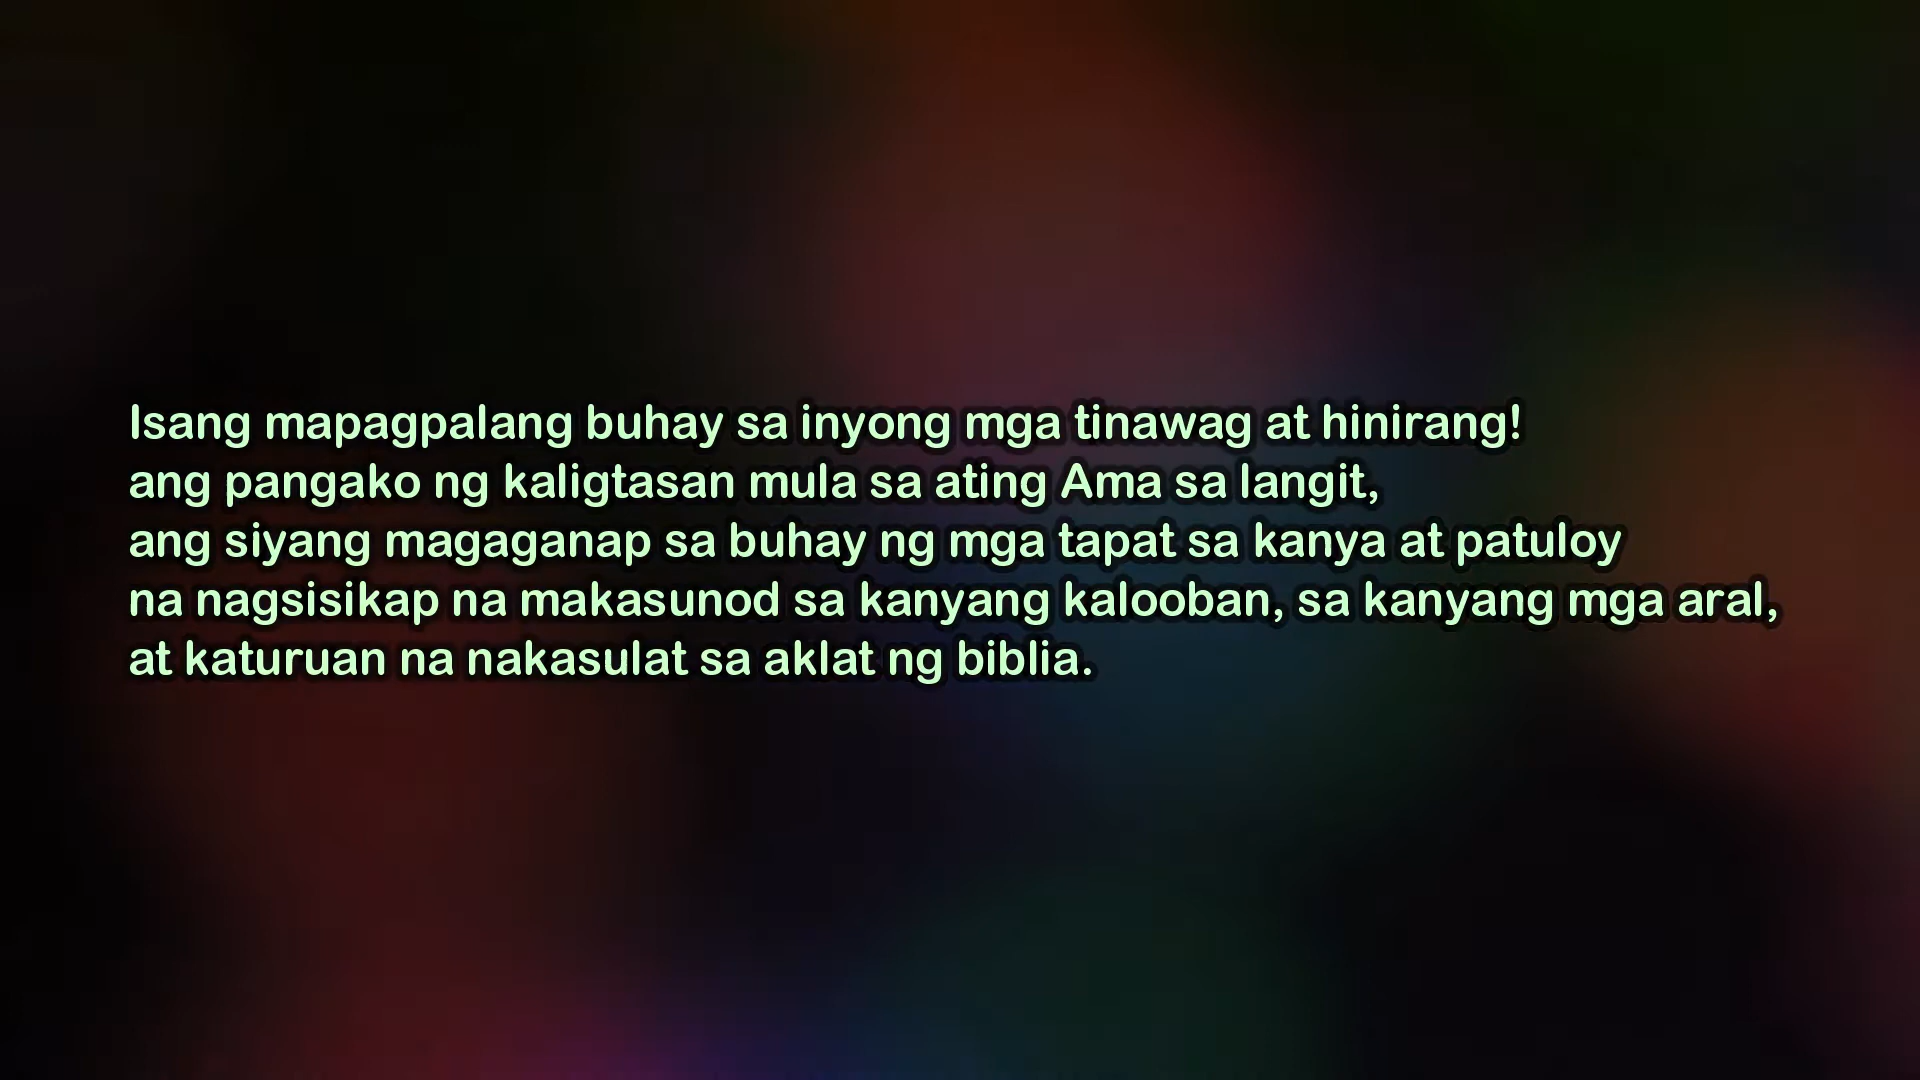 Isang mapagpalang buhay sa inyong mga tinawag at hinirang!
ang pangako ng kaligtasan mula sa ating Ama sa langit,
ang siyang magaganap sa buhay ng mga tapat sa kanya at patuloy
na nagsisikap na makasunod sa kanyang kalooban, sa kanyang mga aral,
at katuruan na nakasulat sa aklat ng biblia.